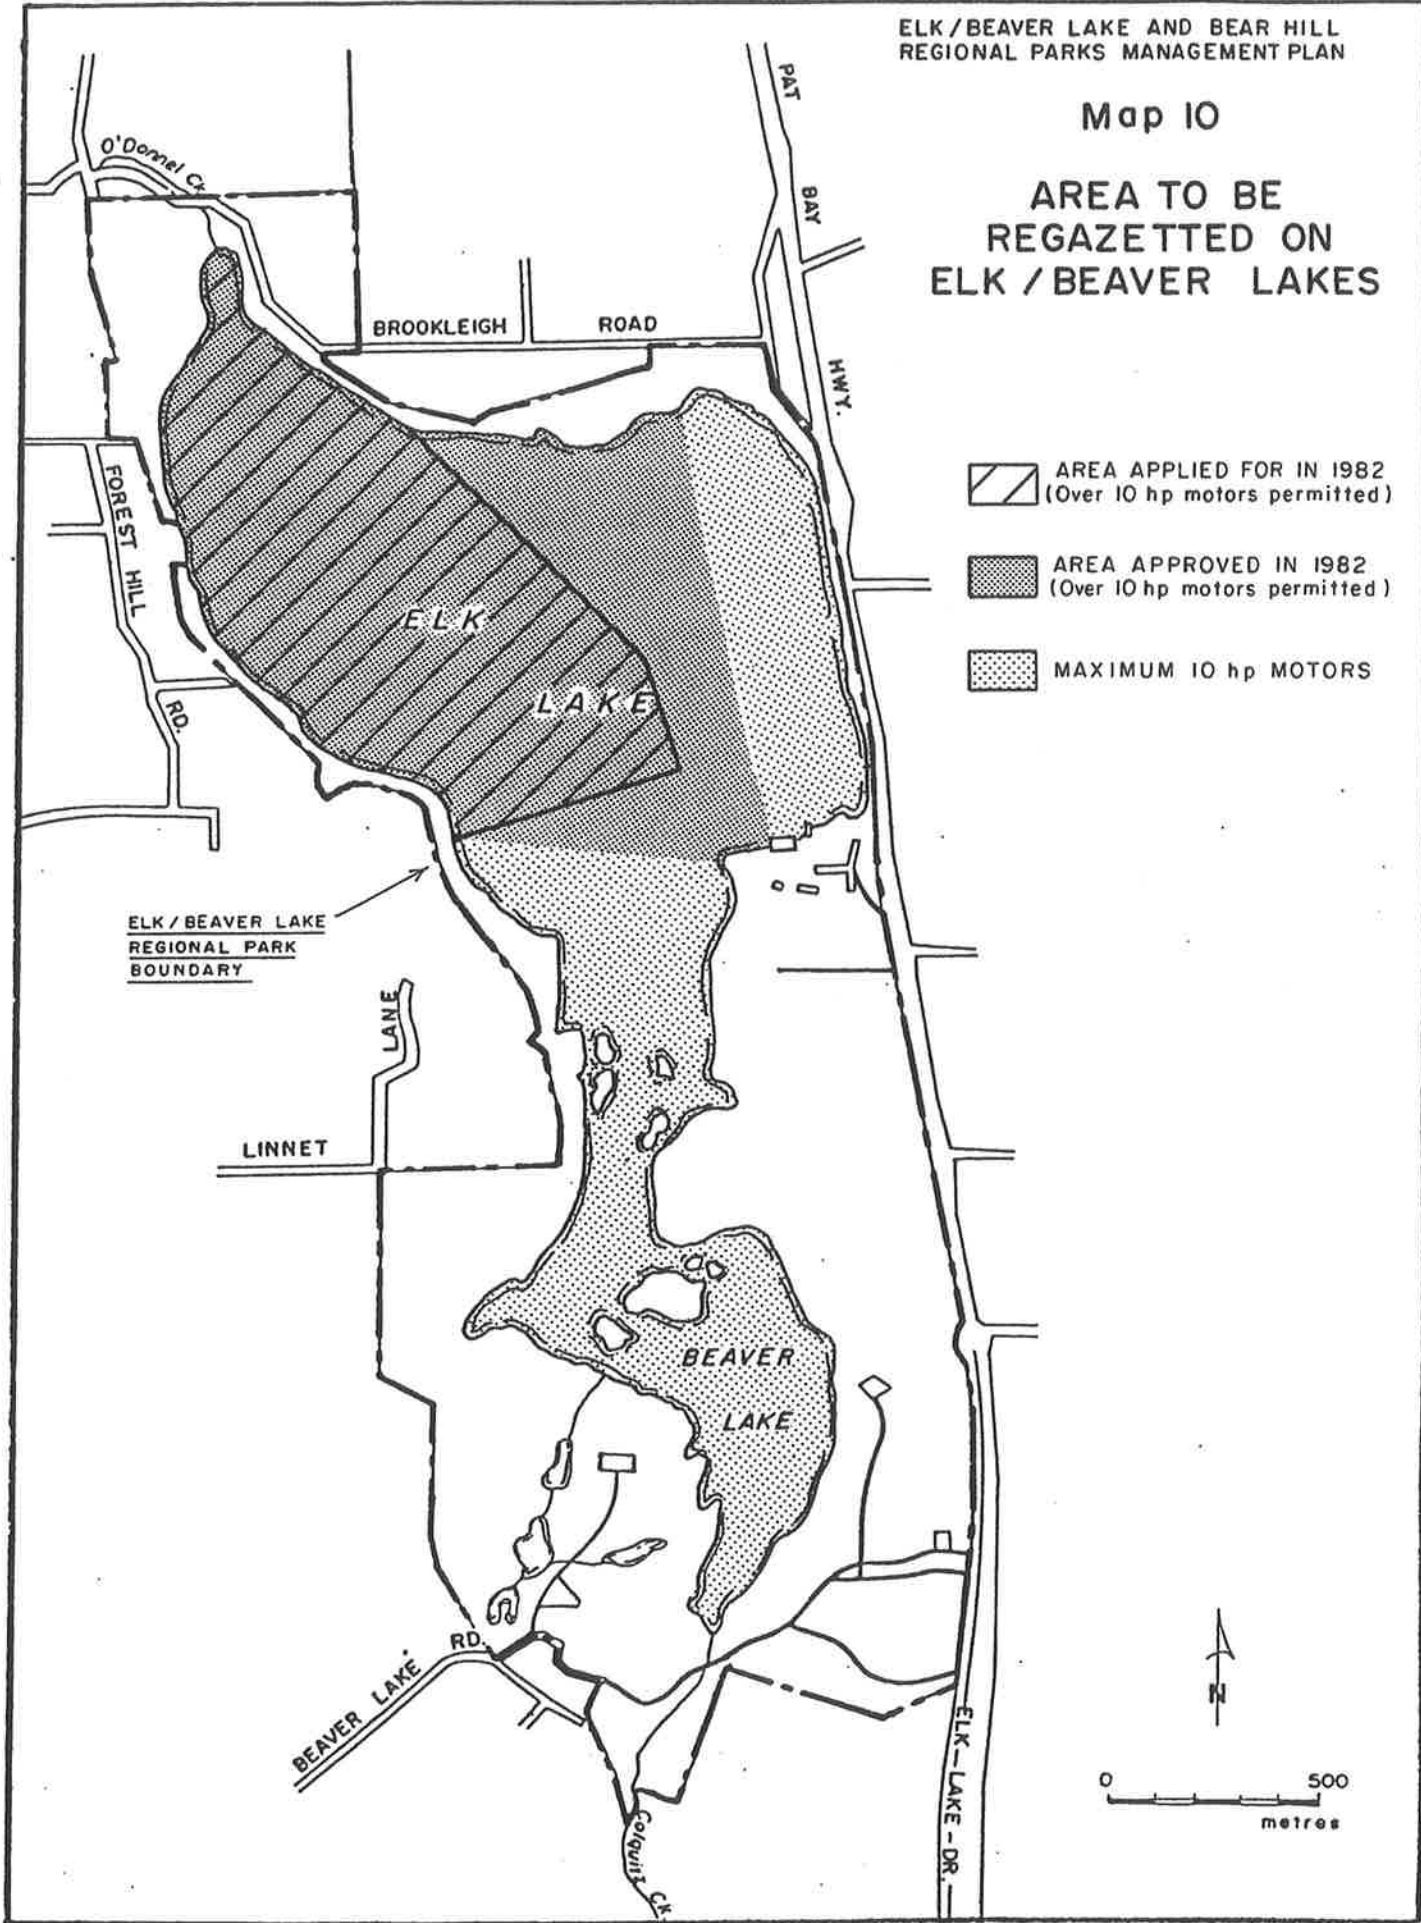 ELK/BEAVER LAKE AND BEAR HILL
REGIONAL PARKS MANAGEMENT PLAN
Map 10
AREA TO BE
REGAZETTED ON
ELK/BEAVER LAKES
PAT
BAY
HWY.
O'Donnel Ck.
BROOKLEIGH ROAD
AREA APPLIED FOR IN 1982
(Over 10 hp motors permitted)
AREA APPROVED IN 1982
(Over 10 hp motors permitted)
MAXIMUM 10 hp MOTORS
FOREST HILL
RD.
ELK
LAKE
ELK/BEAVER LAKE
REGIONAL PARK
BOUNDARY
LANE
LINNET
BEAVER
LAKE
BEAVER LAKE RD.
ELK-LAKE-DR.
N
0 500
metres
Colquitz Ck.